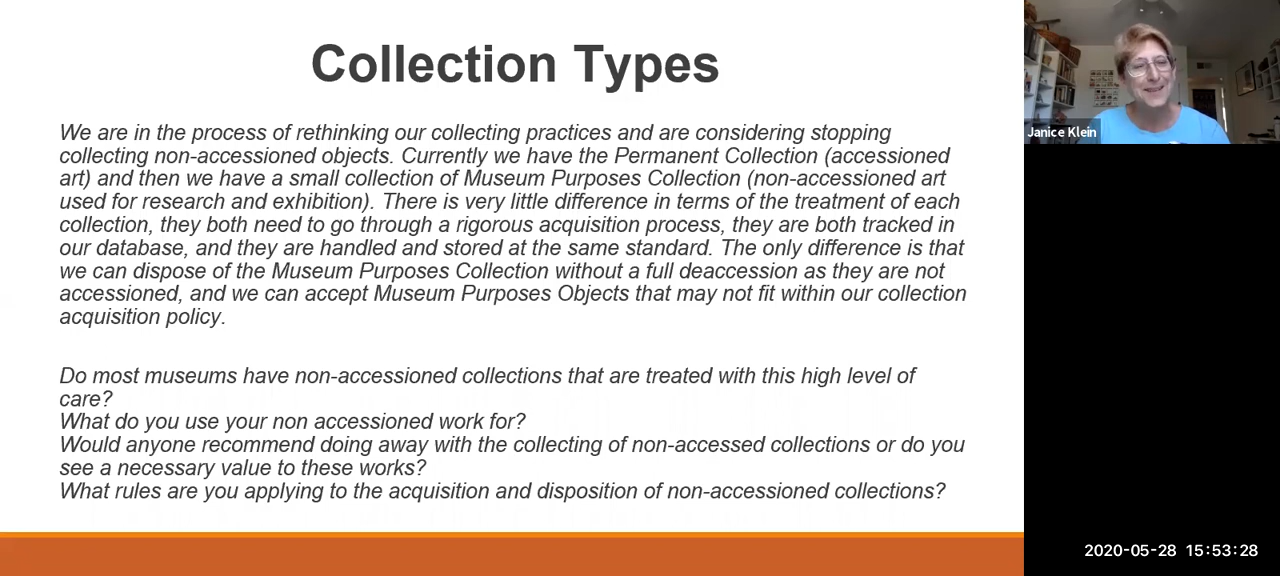 Collection Types
We are in the process of rethinking our collecting practices and are considering stopping
collecting non-accessioned objects. Currently we have the Permanent Collection (accessioned
art) and then we have a small collection of Museum Purposes Collection (non-accessioned art
used for research and exhibition). There is very little difference in terms of the treatment of each
collection, they both need to go through a rigorous acquisition process, they are both tracked in
our database, and they are handled and stored at the same standard. The only difference is that
we can dispose of the Museum Purposes Collection without a full deaccession as they are not
accessioned, and we can accept Museum Purposes Objects that may not fit within our collection
acquisition policy.
Do most museums have non-accessioned collections that are treated with this high level of
care?
What do you use your non accessioned work for?
Would anyone recommend doing away with the collecting of non-accessed collections or do you
see a necessary value to these works?
What rules are you applying to the acquisition and disposition of non-accessioned collections?
Janice Klein
2020-05-28 15:53:28